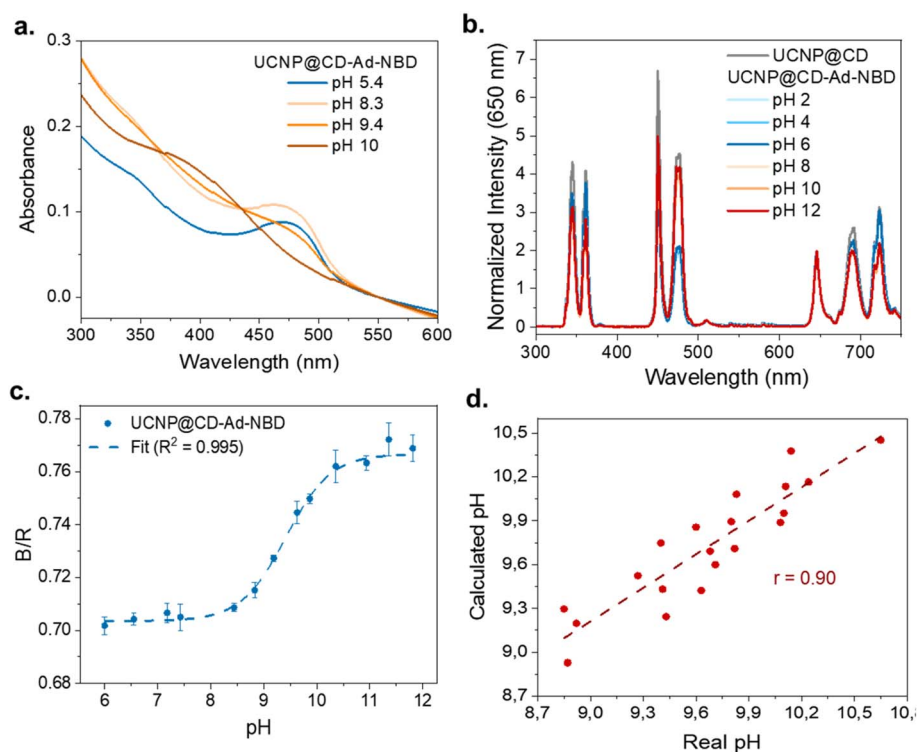 a.
0.3
0.2
0.1
0.0
Absorbance
UCNP@CD-Ad-NBD
pH 5.4
pH 8.3
pH 9.4
pH 10
300 350 400 450 500 550 600
Wavelength (nm)
b.
7
6
5
4
3
2
1
0
Normalized Intensity (650 nm)
UCNP@CD
UCNP@CD-Ad-NBD
pH 2
pH 4
pH 6
pH 8
pH 10
pH 12
300 400 500 600 700
Wavelength (nm)
c.
0.78
0.76
0.74
0.72
0.70
0.68
B/R
UCNP@CD-Ad-NBD
Fit (R² = 0.995)
6 7 8 9 10 11 12
pH
d.
10,5
10,2
9,9
9,6
9,3
9,0
8,7
Calculated pH
r = 0.90
8,7 9,0 9,3 9,6 9,9 10,2 10,5
Real pH